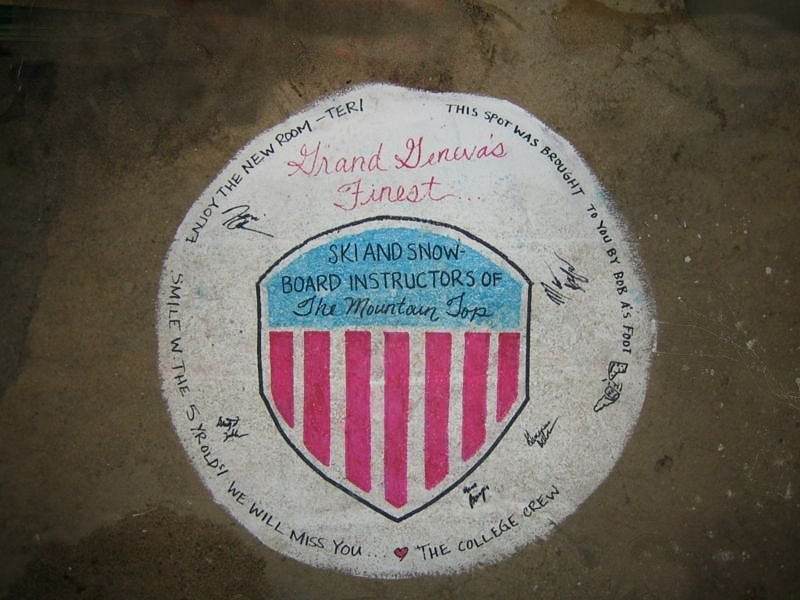 ENJOY THE NEW ROOM - TERI
THIS SPOT WAS BROUGHT TO YOU BY BOB A'S FOOT
Grand Geneva's
Finest...
SKI AND SNOW-
BOARD INSTRUCTORS OF
The Mountain Top
SMILE W THE 5 YROLDS! WE WILL MISS YOU... ♥ THE COLLEGE CREW